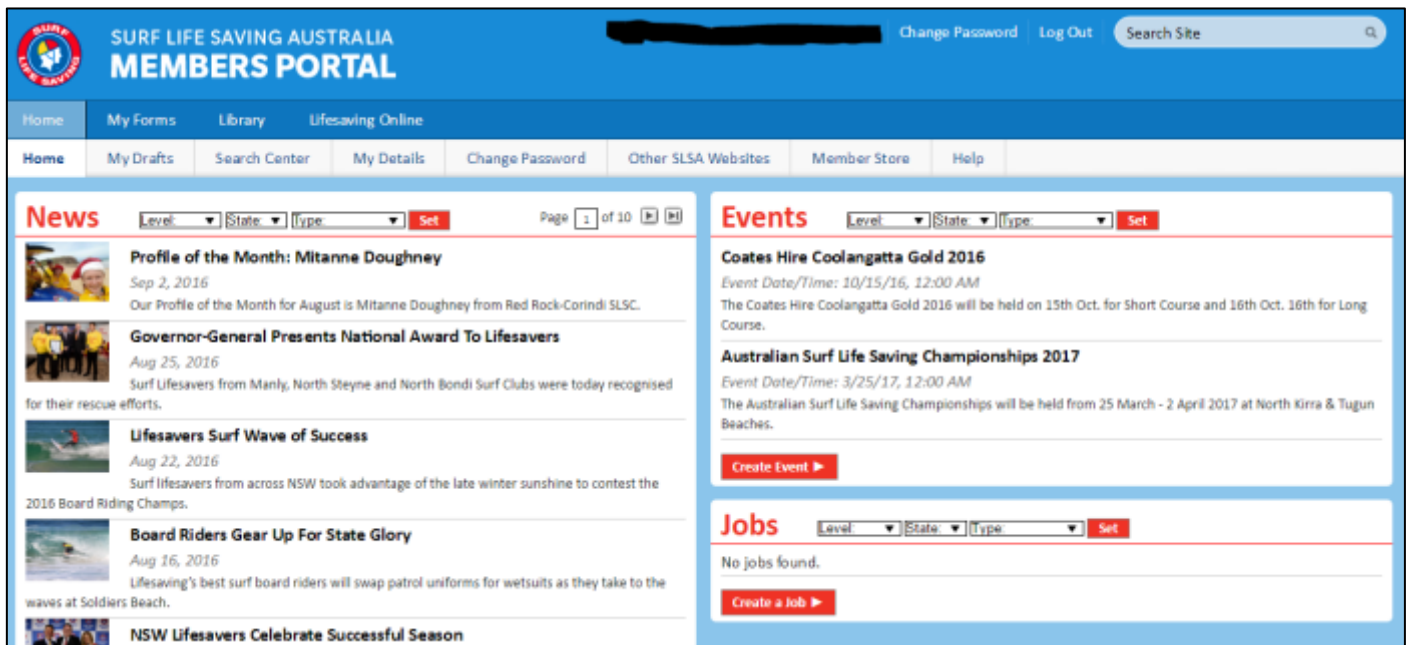 SURF
LIFE SAVING
SURF LIFE SAVING AUSTRALIA
MEMBERS PORTAL
Change Password
Log Out
Search Site
Home
My Forms
Library
Lifesaving Online
Home
My Drafts
Search Center
My Details
Change Password
Other SLSA Websites
Member Store
Help
News
Level:
State:
Type:
Set
Page 1 of 10
Profile of the Month: Mitanne Doughney
Sep 2, 2016
Our Profile of the Month for August is Mitanne Doughney from Red Rock-Corindi SLSC.
Governor-General Presents National Award To Lifesavers
Aug 25, 2016
Surf Lifesavers from Manly, North Steyne and North Bondi Surf Clubs were today recognised
for their rescue efforts.
Lifesavers Surf Wave of Success
Aug 22, 2016
Surf lifesavers from across NSW took advantage of the late winter sunshine to contest the
2016 Board Riding Champs.
Board Riders Gear Up For State Glory
Aug 16, 2016
Lifesaving's best surf board riders will swap patrol uniforms for wetsuits as they take to the
waves at Soldiers Beach.
NSW Lifesavers Celebrate Successful Season
Events
Level:
State:
Type:
Set
Coates Hire Coolangatta Gold 2016
Event Date/Time: 10/15/16, 12:00 AM
The Coates Hire Coolangatta Gold 2016 will be held on 15th Oct. for Short Course and 16th Oct. 16th for Long
Course.
Australian Surf Life Saving Championships 2017
Event Date/Time: 3/25/17, 12:00 AM
The Australian Surf Life Saving Championships will be held from 25 March - 2 April 2017 at North Kirra & Tugun
Beaches.
Create Event ►
Jobs
Level:
State:
Type:
Set
No jobs found.
Create a Job ►